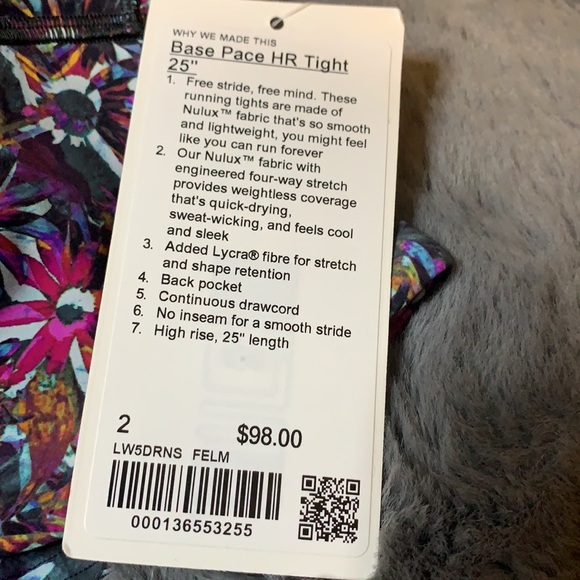 WHY WE MADE THIS
Base Pace HR Tight
25"
1. Free stride, free mind. These
running tights are made of
Nulux™ fabric that's so smooth
and lightweight, you might feel
like you can run forever
2. Our Nulux™ fabric with
engineered four-way stretch
provides weightless coverage
that's quick-drying,
sweat-wicking, and feels cool
and sleek
3. Added Lycra® fibre for stretch
and shape retention
4. Back pocket
5. Continuous drawcord
6. No inseam for a smooth stride
7. High rise, 25" length
2 $98.00
LW5DRNS FELM
000136553255